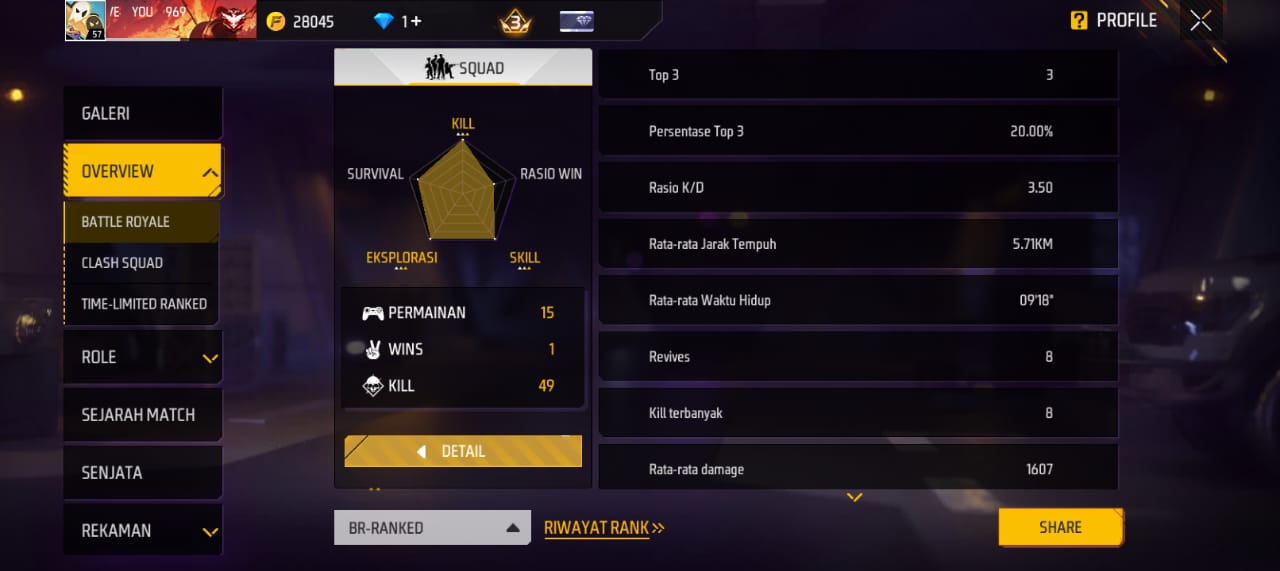 /E YOU 969
57
28045
1+
3
? PROFILE
GALERI
OVERVIEW
BATTLE ROYALE
CLASH SQUAD
TIME-LIMITED RANKED
ROLE
SEJARAH MATCH
SENJATA
REKAMAN
SQUAD
KILL
SURVIVAL
RASIO WIN
EKSPLORASI
SKILL
PERMAINAN 15
WINS 1
KILL 49
DETAIL
BR-RANKED
RIWAYAT RANK
Top 3 3
Persentase Top 3 20.00%
Rasio K/D 3.50
Rata-rata Jarak Tempuh 5.71KM
Rata-rata Waktu Hidup 09'18"
Revives 8
Kill terbanyak 8
Rata-rata damage 1607
SHARE